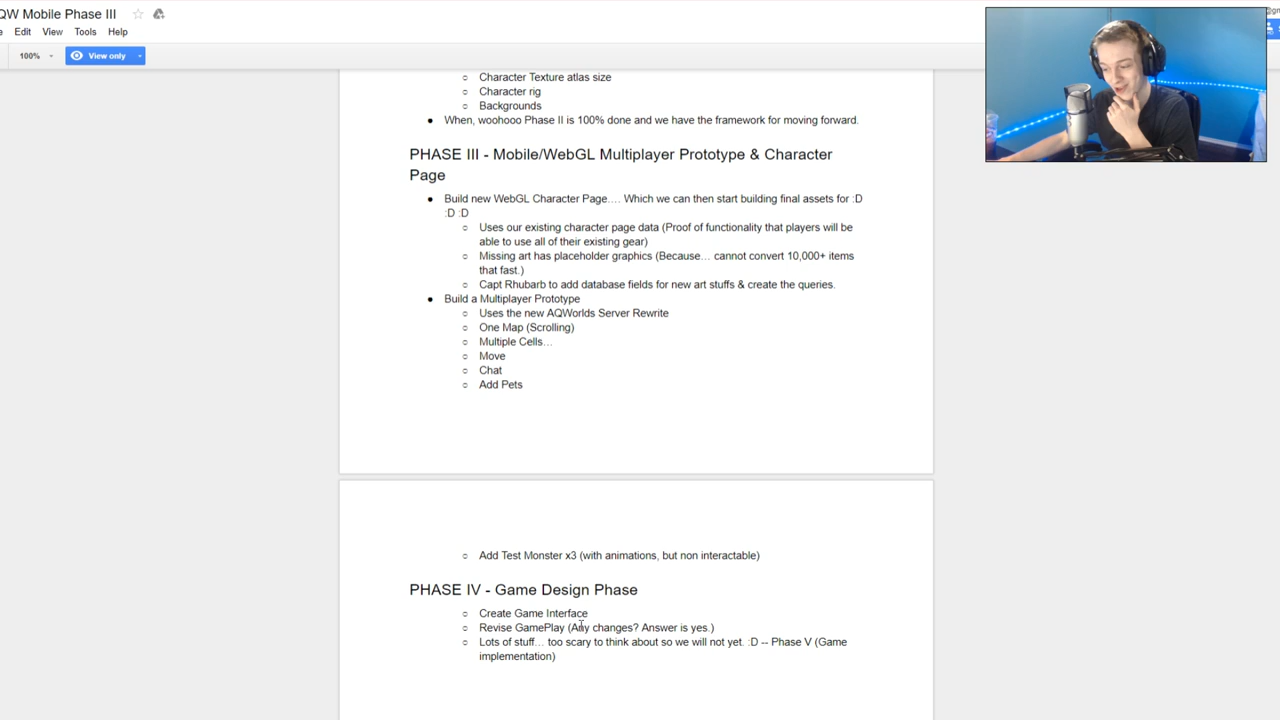 QW Mobile Phase III
Edit View Tools Help
100% View only
○ Character Texture atlas size
○ Character rig
○ Backgrounds
● When, woohooo Phase II is 100% done and we have the framework for moving forward.
PHASE III - Mobile/WebGL Multiplayer Prototype & Character
Page
● Build new WebGL Character Page…. Which we can then start building final assets for :D
:D :D
○ Uses our existing character page data (Proof of functionality that players will be
able to use all of their existing gear)
○ Missing art has placeholder graphics (Because… cannot convert 10,000+ items
that fast.)
○ Capt Rhubarb to add database fields for new art stuffs & create the queries.
● Build a Multiplayer Prototype
○ Uses the new AQWorlds Server Rewrite
○ One Map (Scrolling)
○ Multiple Cells…
○ Move
○ Chat
○ Add Pets
○ Add Test Monster x3 (with animations, but non interactable)
PHASE IV - Game Design Phase
○ Create Game Interface
○ Revise GamePlay (Any changes? Answer is yes.)
○ Lots of stuff… too scary to think about so we will not yet. :D -- Phase V (Game
implementation)